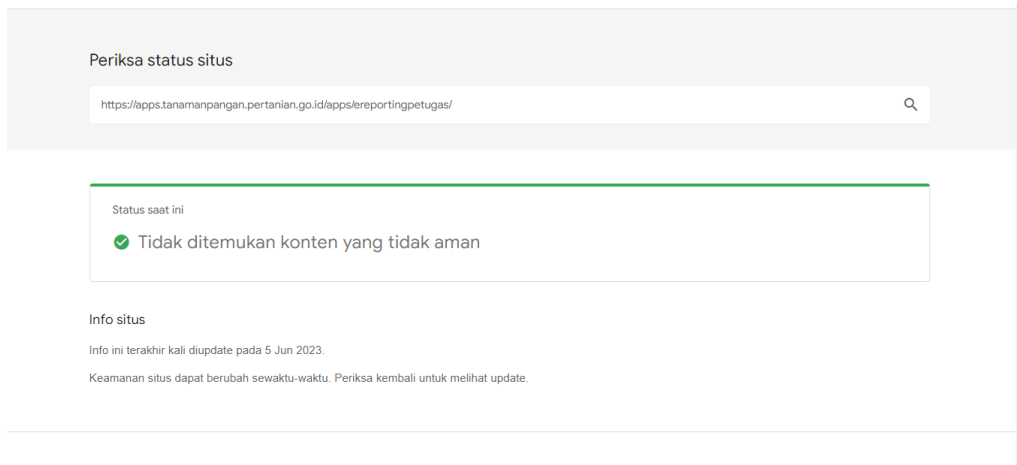 Periksa status situs
https://apps.tanamanpangan.pertanian.go.id/apps/ereportingpetugas/
Status saat ini
Tidak ditemukan konten yang tidak aman
Info situs
Info ini terakhir kali diupdate pada 5 Jun 2023.
Keamanan situs dapat berubah sewaktu-waktu. Periksa kembali untuk melihat update.